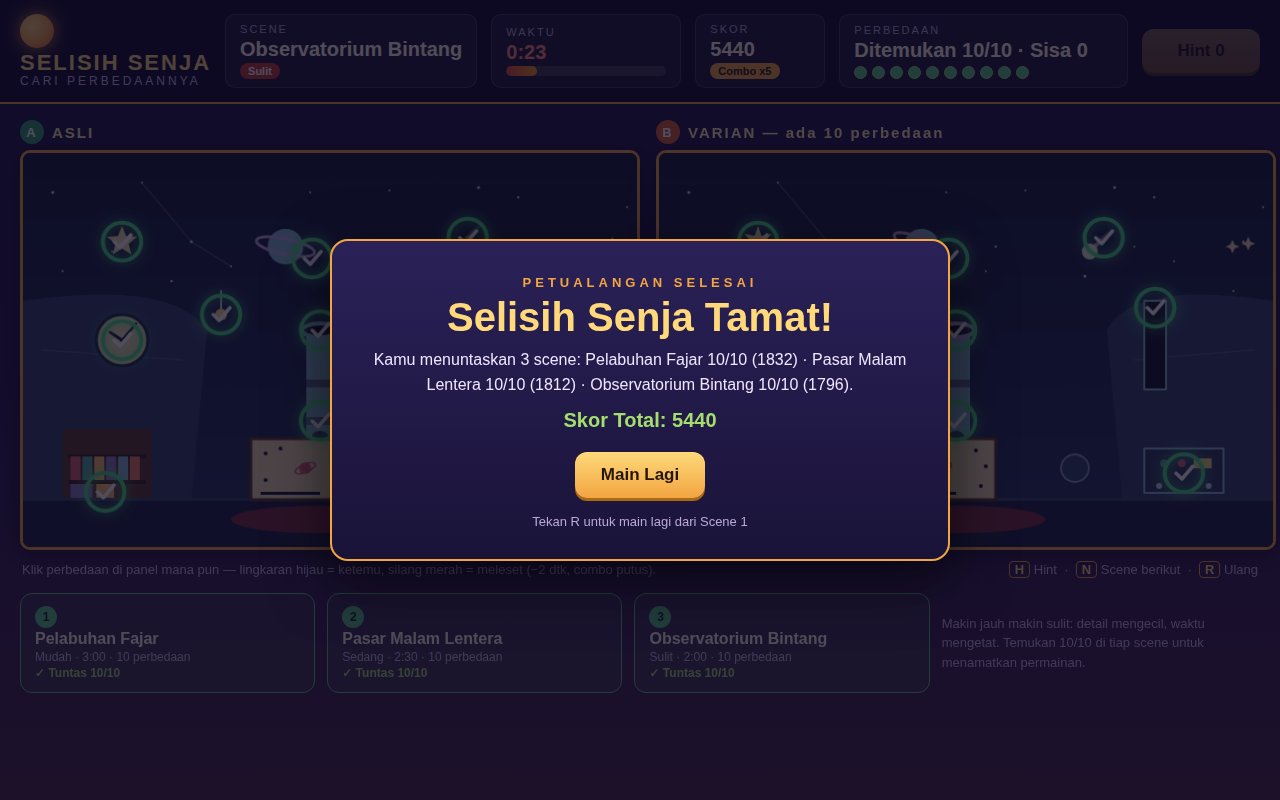 SELISIH SENJA
CARI PERBEDAANNYA
SCENE
Observatorium Bintang
Sulit
WAKTU
0:23
SKOR
5440
Combo x5
PERBEDAAN
Ditemukan 10/10 · Sisa 0
Hint 0
A ASLI
B VARIAN — ada 10 perbedaan
PETUALANGAN SELESAI
Selisih Senja Tamat!
Kamu menuntaskan 3 scene: Pelabuhan Fajar 10/10 (1832) · Pasar Malam
Lentera 10/10 (1812) · Observatorium Bintang 10/10 (1796).
Skor Total: 5440
Main Lagi
Tekan R untuk main lagi dari Scene 1
Klik perbedaan di panel mana pun — lingkaran hijau = ketemu, silang merah = meleset (−2 dtk, combo putus).
H Hint · N Scene berikut · R Ulang
1
Pelabuhan Fajar
Mudah · 3:00 · 10 perbedaan
✓ Tuntas 10/10
2
Pasar Malam Lentera
Sedang · 2:30 · 10 perbedaan
✓ Tuntas 10/10
3
Observatorium Bintang
Sulit · 2:00 · 10 perbedaan
✓ Tuntas 10/10
Makin jauh makin sulit: detail mengecil, waktu
mengetat. Temukan 10/10 di tiap scene untuk
menamatkan permainan.